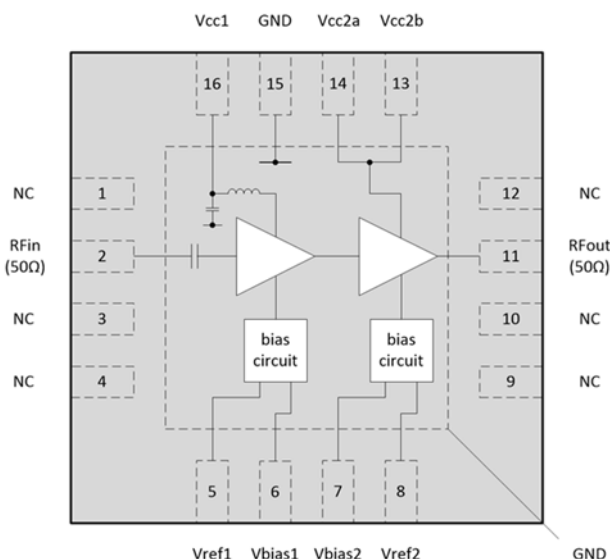 Vcc1 GND Vcc2a Vcc2b
16 15 14 13
NC 1 12 NC
RFin 2 11 RFout
(50Ω) (50Ω)
NC 3 10 NC
bias bias
circuit circuit
NC 4 9 NC
5 6 7 8
Vref1 Vbias1 Vbias2 Vref2 GND